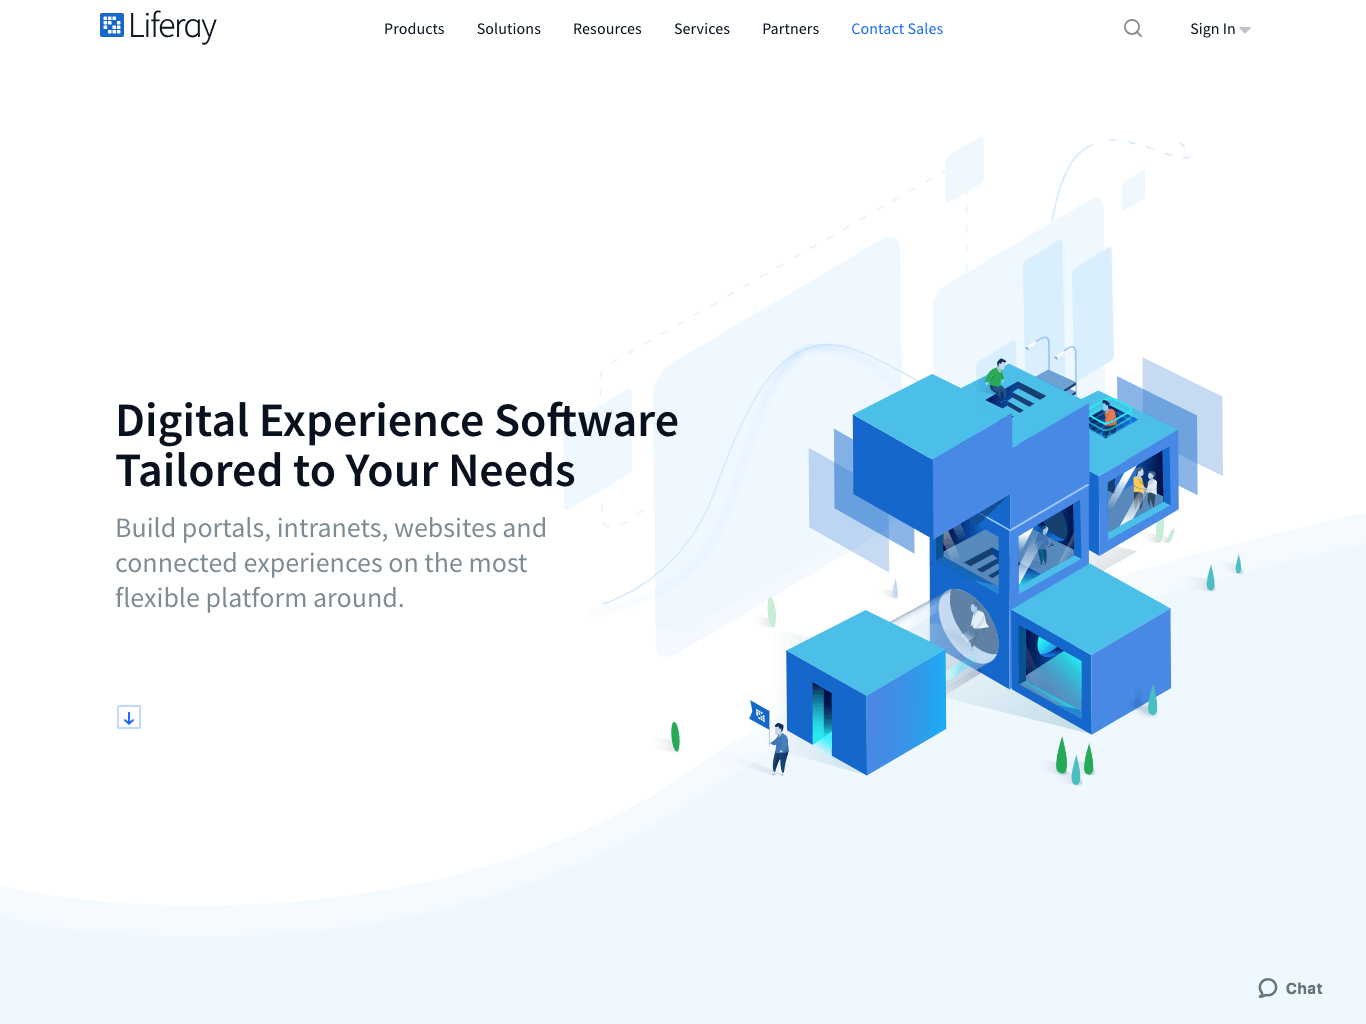 Liferay
Products Solutions Resources Services Partners Contact Sales Sign In
Digital Experience Software
Tailored to Your Needs
Build portals, intranets, websites and
connected experiences on the most
flexible platform around.
Chat